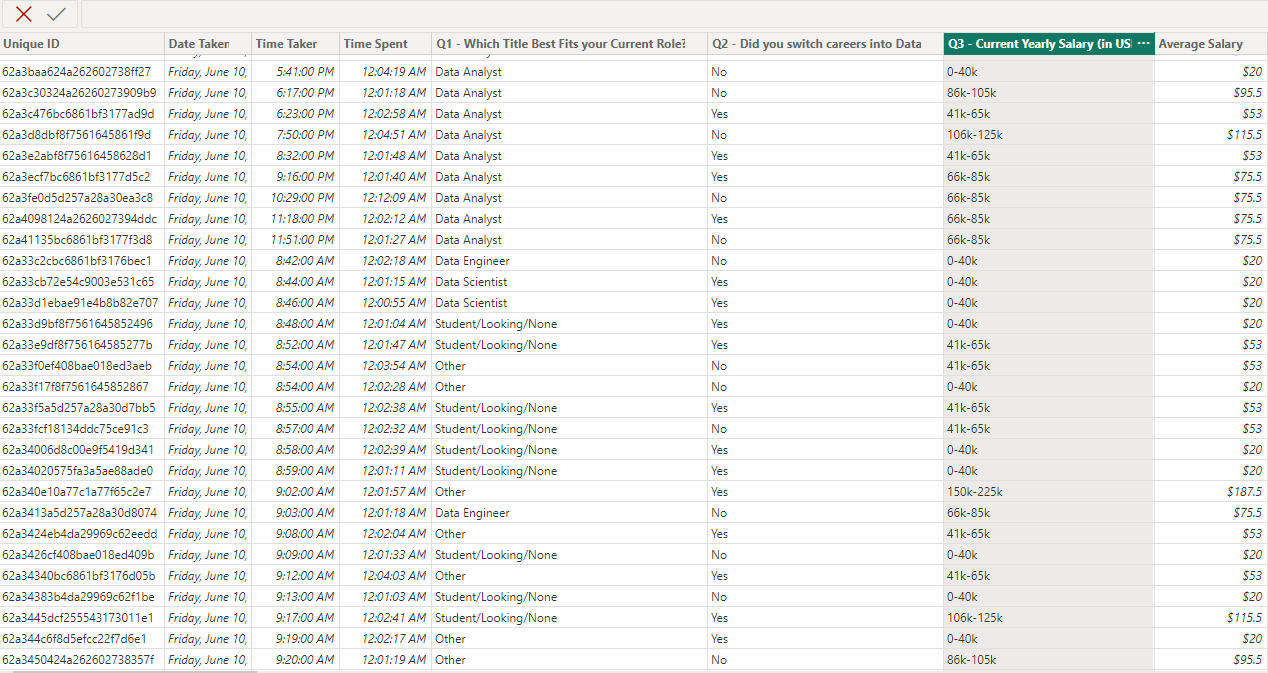 Unique ID Date Taken Time Taker Time Spent Q1 - Which Title Best Fits your Current Role? Q2 - Did you switch careers into Data Q3 - Current Yearly Salary (in US ··· Average Salary
62a3baa624a262602738ff27 Friday, June 10, 5:41:00 PM 12:04:19 AM Data Analyst No 0-40k $20
62a3c30324a26260273909b9 Friday, June 10, 6:17:00 PM 12:01:18 AM Data Analyst No 86k-105k $95.5
62a3c476bc6861bf3177ad9d Friday, June 10, 6:23:00 PM 12:02:58 AM Data Analyst Yes 41k-65k $53
62a3d8dbf8f7561645861f9d Friday, June 10, 7:50:00 PM 12:04:51 AM Data Analyst No 106k-125k $115.5
62a3e2abf8f75616458628d1 Friday, June 10, 8:32:00 PM 12:01:48 AM Data Analyst Yes 41k-65k $53
62a3ecf7bc6861bf3177d5c2 Friday, June 10, 9:16:00 PM 12:01:40 AM Data Analyst Yes 66k-85k $75.5
62a3fe0d5d257a28a30ea3c8 Friday, June 10, 10:29:00 PM 12:12:09 AM Data Analyst No 66k-85k $75.5
62a4098124a2626027394ddc Friday, June 10, 11:18:00 PM 12:02:12 AM Data Analyst Yes 66k-85k $75.5
62a41135bc6861bf3177f3d8 Friday, June 10, 11:51:00 PM 12:01:27 AM Data Analyst No 66k-85k $75.5
62a33c2cbc6861bf3176bec1 Friday, June 10, 8:42:00 AM 12:02:18 AM Data Engineer No 0-40k $20
62a33cb72e54c9003e531c65 Friday, June 10, 8:44:00 AM 12:01:15 AM Data Scientist Yes 0-40k $20
62a33d1ebae91e4b8b82e707 Friday, June 10, 8:46:00 AM 12:00:55 AM Data Scientist Yes 0-40k $20
62a33d9bf8f7561645852496 Friday, June 10, 8:48:00 AM 12:01:04 AM Student/Looking/None Yes 0-40k $20
62a33e9df8f756164585277b Friday, June 10, 8:52:00 AM 12:01:47 AM Student/Looking/None Yes 41k-65k $53
62a33f0ef408bae018ed3aeb Friday, June 10, 8:54:00 AM 12:03:54 AM Other No 41k-65k $53
62a33f17f8f7561645852867 Friday, June 10, 8:54:00 AM 12:02:28 AM Other No 0-40k $20
62a33f5a5d257a28a30d7bb5 Friday, June 10, 8:55:00 AM 12:02:38 AM Student/Looking/None Yes 41k-65k $53
62a33fcf18134ddc75ce91c3 Friday, June 10, 8:57:00 AM 12:02:32 AM Student/Looking/None No 41k-65k $53
62a34006d8c00e9f5419d341 Friday, June 10, 8:58:00 AM 12:02:39 AM Student/Looking/None Yes 0-40k $20
62a34020575fa3a5ae88ade0 Friday, June 10, 8:59:00 AM 12:01:11 AM Student/Looking/None Yes 0-40k $20
62a340e10a77c1a77f65c2e7 Friday, June 10, 9:02:00 AM 12:01:57 AM Other Yes 150k-225k $187.5
62a3413a5d257a28a30d8074 Friday, June 10, 9:03:00 AM 12:01:18 AM Data Engineer No 66k-85k $75.5
62a3424eb4da29969c62eedd Friday, June 10, 9:08:00 AM 12:02:04 AM Other Yes 41k-65k $53
62a3426cf408bae018ed409b Friday, June 10, 9:09:00 AM 12:01:33 AM Student/Looking/None No 0-40k $20
62a34340bc6861bf3176d05b Friday, June 10, 9:12:00 AM 12:04:03 AM Other Yes 41k-65k $53
62a34383b4da29969c62f1be Friday, June 10, 9:13:00 AM 12:01:03 AM Student/Looking/None No 0-40k $20
62a3445dcf255543173011e1 Friday, June 10, 9:17:00 AM 12:02:41 AM Student/Looking/None Yes 106k-125k $115.5
62a344c6f8d5efcc22f7d6e1 Friday, June 10, 9:19:00 AM 12:02:17 AM Other Yes 0-40k $20
62a3450424a262602738357f Friday, June 10, 9:20:00 AM 12:01:19 AM Other No 86k-105k $95.5